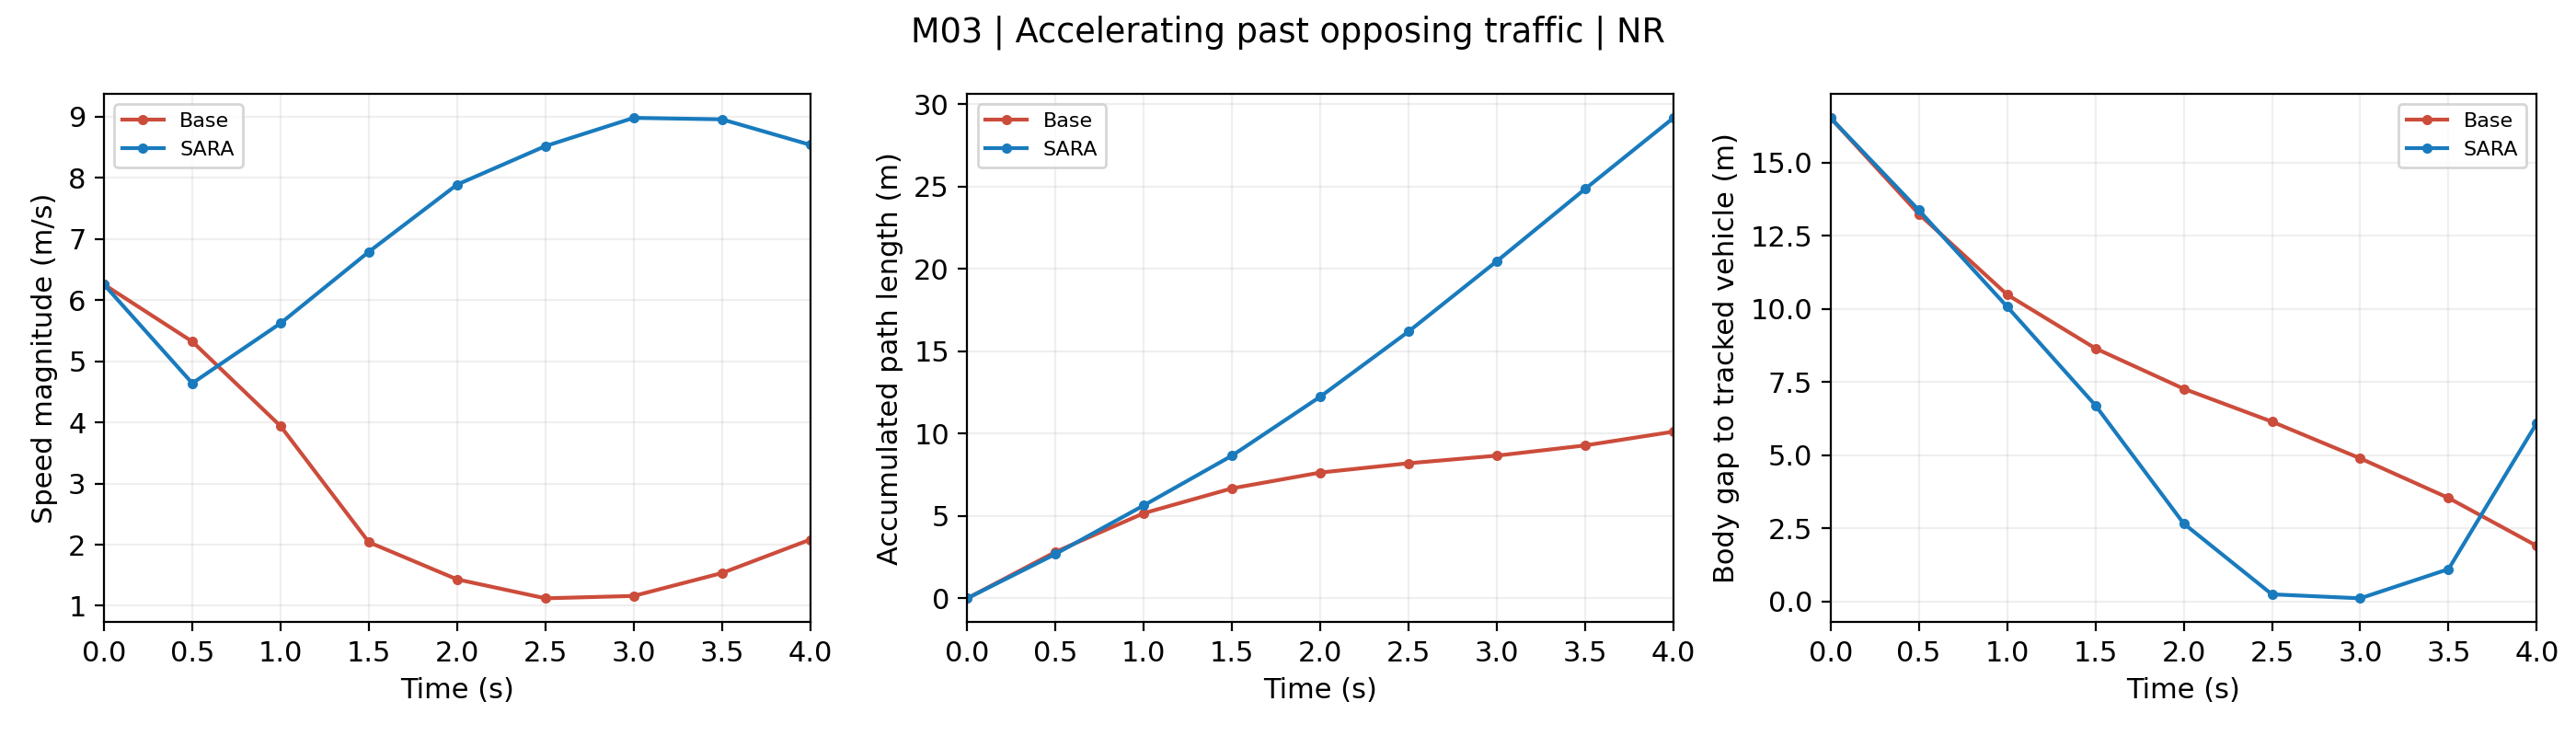 M03 | Accelerating past opposing traffic | NR
Speed magnitude (m/s)
9
8
7
6
5
4
3
2
1
Base
SARA
0.0 0.5 1.0 1.5 2.0 2.5 3.0 3.5 4.0
Time (s)
Accumulated path length (m)
30
25
20
15
10
5
0
Base
SARA
0.0 0.5 1.0 1.5 2.0 2.5 3.0 3.5 4.0
Time (s)
Body gap to tracked vehicle (m)
15.0
12.5
10.0
7.5
5.0
2.5
0.0
Base
SARA
0.0 0.5 1.0 1.5 2.0 2.5 3.0 3.5 4.0
Time (s)